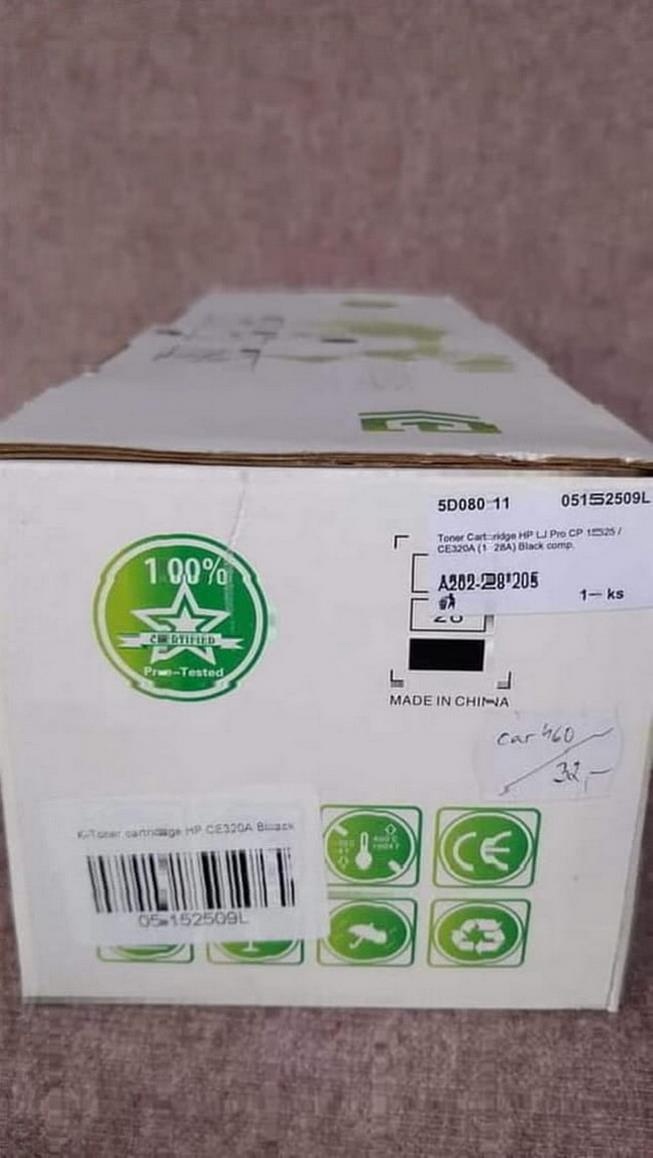 5D080 11 05152509L
Toner Cartridge HP LJ Pro CP 1525 /
CE320A (128A) Black comp.
1 ks
100%
CERTIFIED
Pre-Tested
MADE IN CHINA
car 460
32,-
K-Toner cartridge HP CE320A Black
05152509L
CE